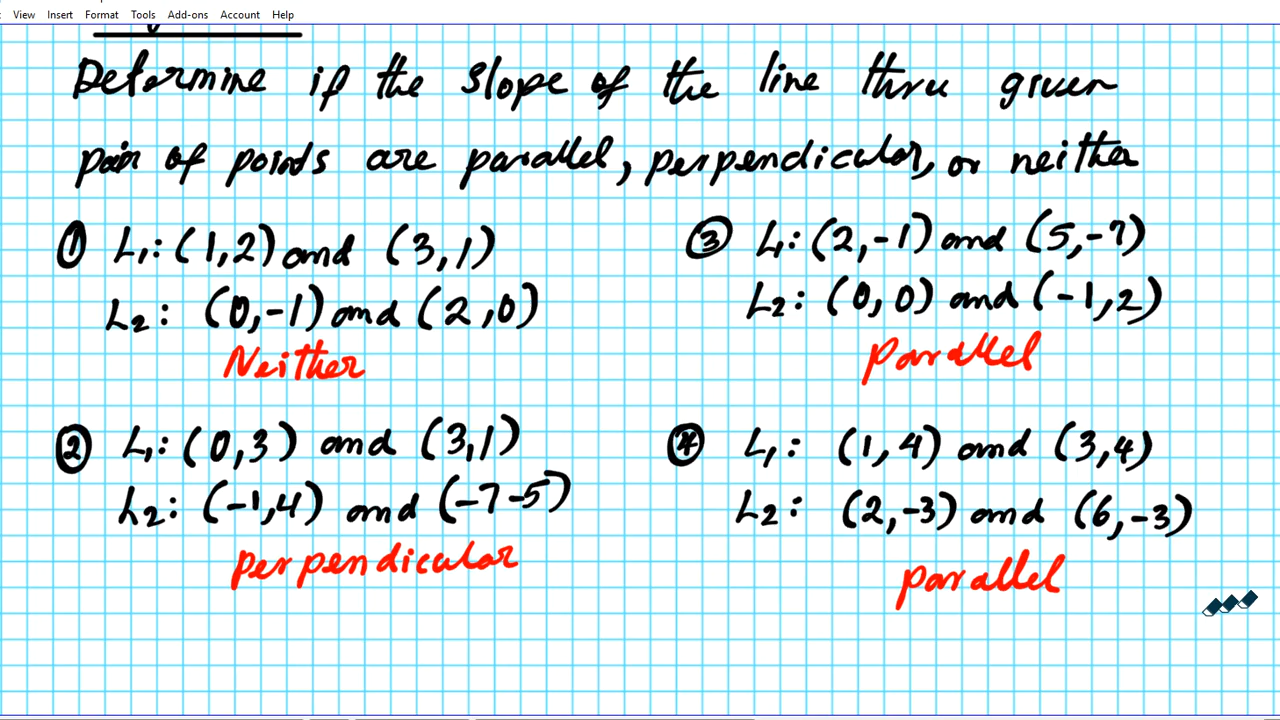 View Insert Format Tools Add-ons Account Help
Determine if the slope of the line thru given
pair of points are parallel, perpendicular, or neither
① L₁: (1,2) and (3,1)
L₂: (0,-1) and (2,0)
Neither
② L₁: (0,3) and (3,1)
L₂: (-1,4) and (-7-5)
perpendicular
③ L₁: (2,-1) and (5,-7)
L₂: (0,0) and (-1,2)
parallel
④ L₁: (1,4) and (3,4)
L₂: (2,-3) and (6,-3)
parallel